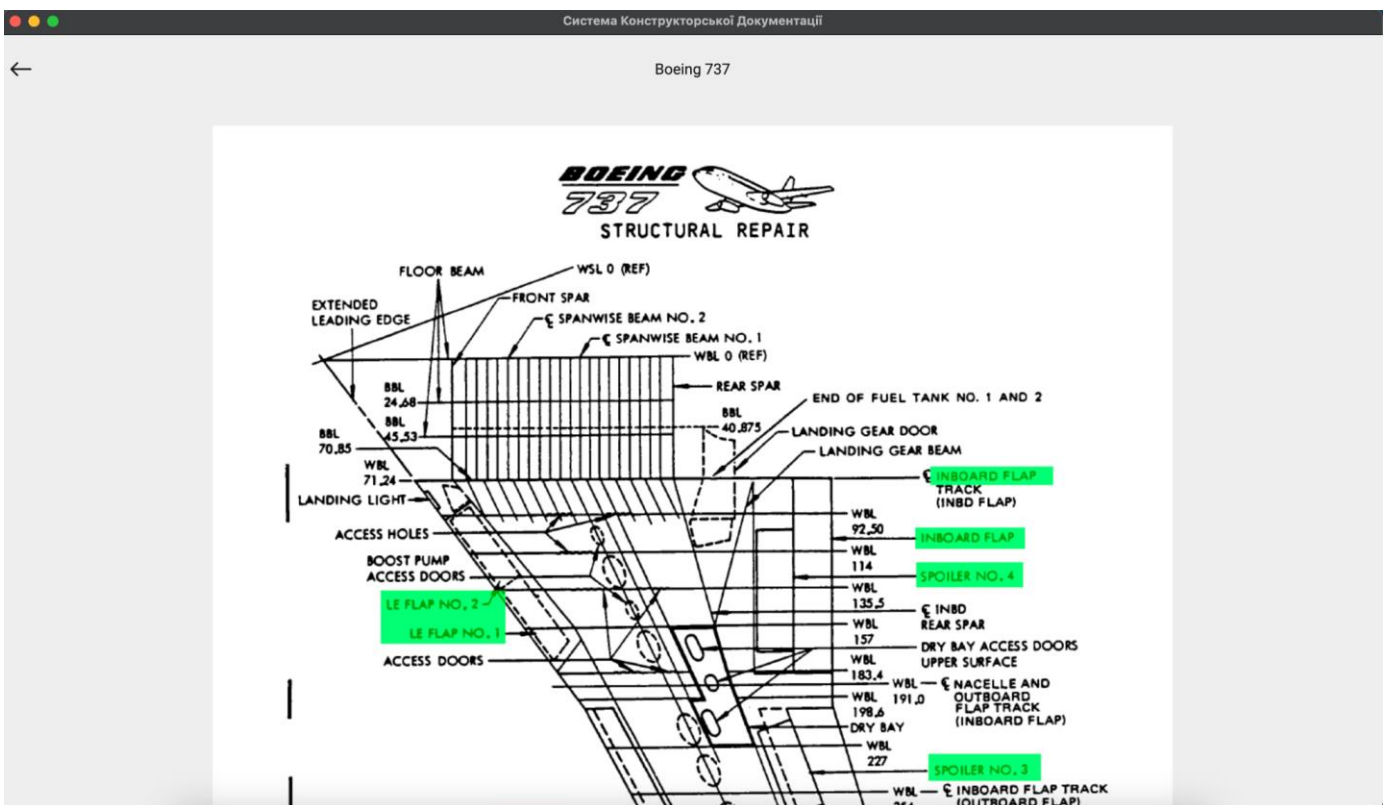 Система Конструкторської Документації
Boeing 737
BOEING
737
STRUCTURAL REPAIR
FLOOR BEAM
WSL 0 (REF)
EXTENDED
LEADING EDGE
FRONT SPAR
℄ SPANWISE BEAM NO. 2
℄ SPANWISE BEAM NO. 1
WBL 0 (REF)
REAR SPAR
BBL
24.68
END OF FUEL TANK NO. 1 AND 2
BBL
40.875
BBL
45.53
LANDING GEAR DOOR
BBL
70.85
LANDING GEAR BEAM
WBL
71.24
℄ INBOARD FLAP
TRACK
(INBD FLAP)
LANDING LIGHT
WBL
92.50
ACCESS HOLES
INBOARD FLAP
WBL
114
BOOST PUMP
ACCESS DOORS
SPOILER NO. 4
WBL
135.5
LE FLAP NO. 2
℄ INBD
REAR SPAR
WBL
157
LE FLAP NO. 1
DRY BAY ACCESS DOORS
UPPER SURFACE
ACCESS DOORS
WBL
183.4
WBL
191.0
℄ NACELLE AND
OUTBOARD
FLAP TRACK
(INBOARD FLAP)
WBL
198.6
DRY BAY
WBL
227
SPOILER NO. 3
WBL
℄ INBOARD FLAP TRACK
(OUTBOARD FLAP)